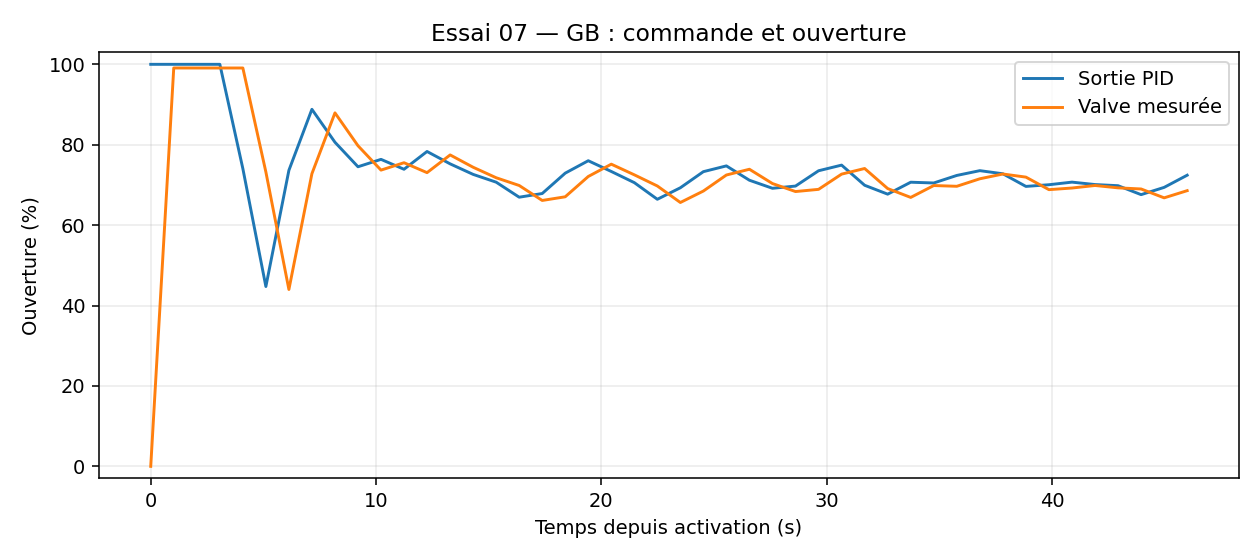 Essai 07 — GB : commande et ouverture
Sortie PID
Valve mesurée
Ouverture (%)
100
80
60
40
20
0
0 10 20 30 40
Temps depuis activation (s)